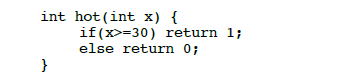 int hot(int x) {
    if(x>=30) return 1;
    else return 0;
}